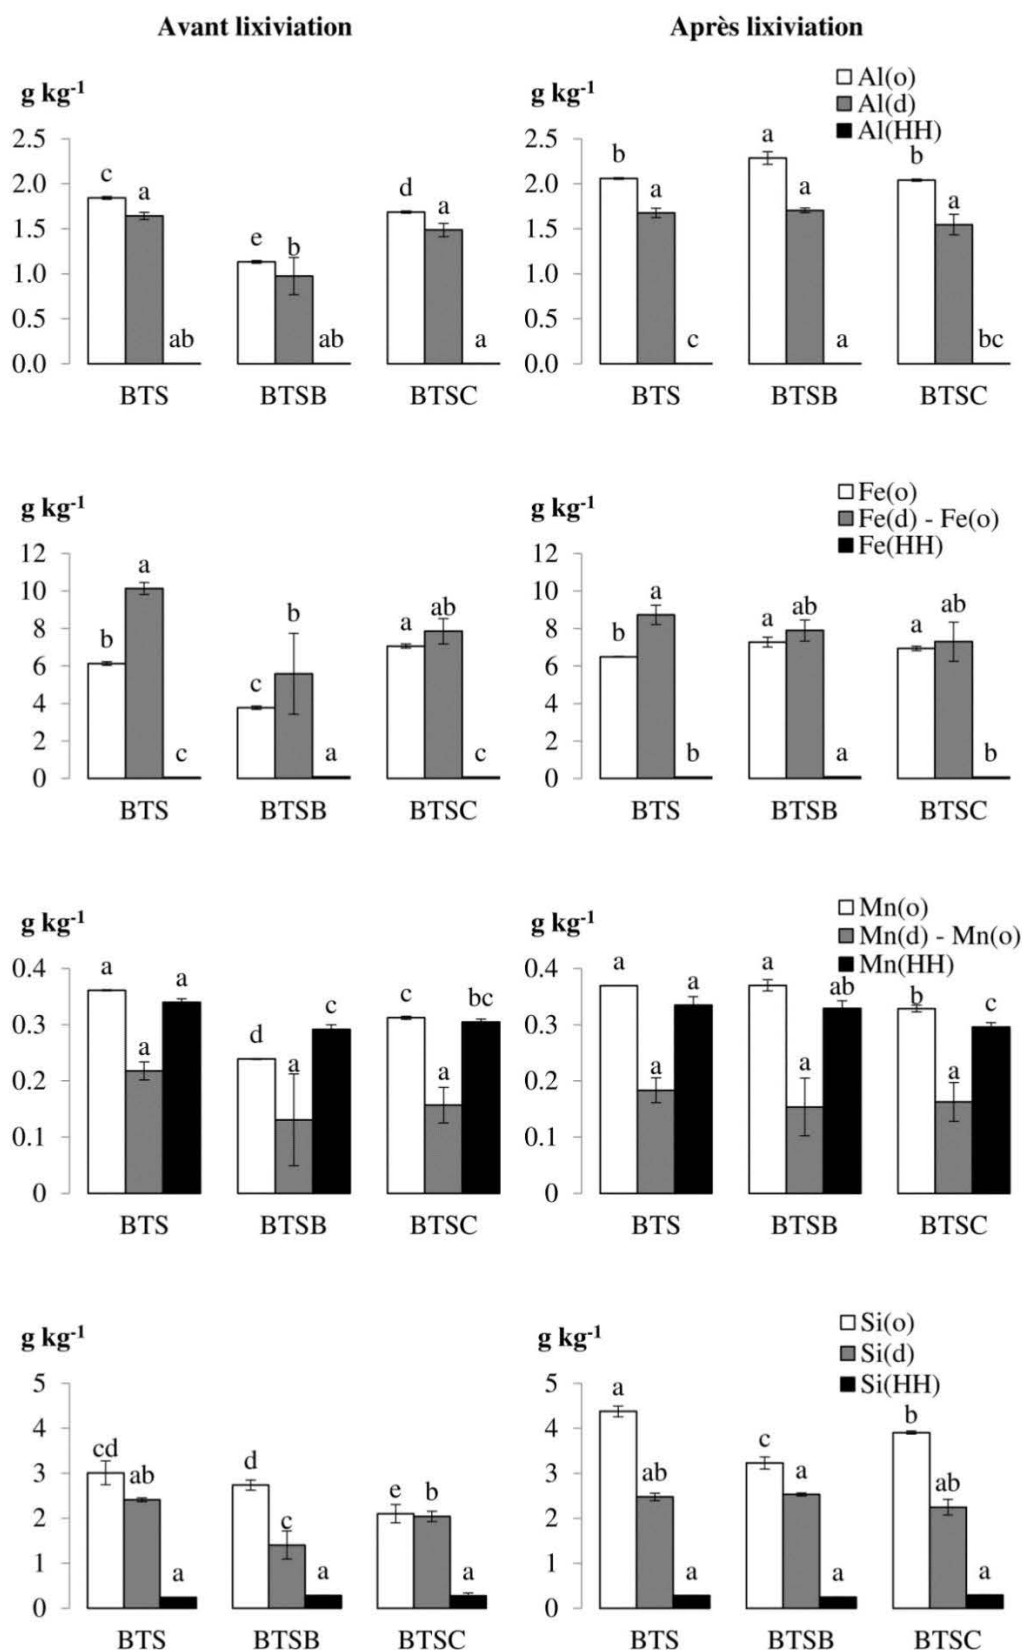 Avant lixiviation Après lixiviation
g kg-1
2.5
2.0
1.5
1.0
0.5
0.0
c a ab
e b ab
d a a
BTS BTSB BTSC
g kg-1
Al(o)
Al(d)
Al(HH)
2.5
2.0
1.5
1.0
0.5
0.0
b a c
a a a
b a bc
BTS BTSB BTSC
g kg-1
12
10
8
6
4
2
0
b a c
c b a
a ab c
BTS BTSB BTSC
g kg-1
Fe(o)
Fe(d) - Fe(o)
Fe(HH)
12
10
8
6
4
2
0
b a b
a ab a
a ab b
BTS BTSB BTSC
g kg-1
0.4
0.3
0.2
0.1
0
a a a
d a c
c a bc
BTS BTSB BTSC
g kg-1
Mn(o)
Mn(d) - Mn(o)
Mn(HH)
0.4
0.3
0.2
0.1
0
a a a
a a ab
b a c
BTS BTSB BTSC
g kg-1
5
4
3
2
1
0
cd ab a
d c a
e b a
BTS BTSB BTSC
g kg-1
Si(o)
Si(d)
Si(HH)
5
4
3
2
1
0
a ab a
c a a
b ab a
BTS BTSB BTSC